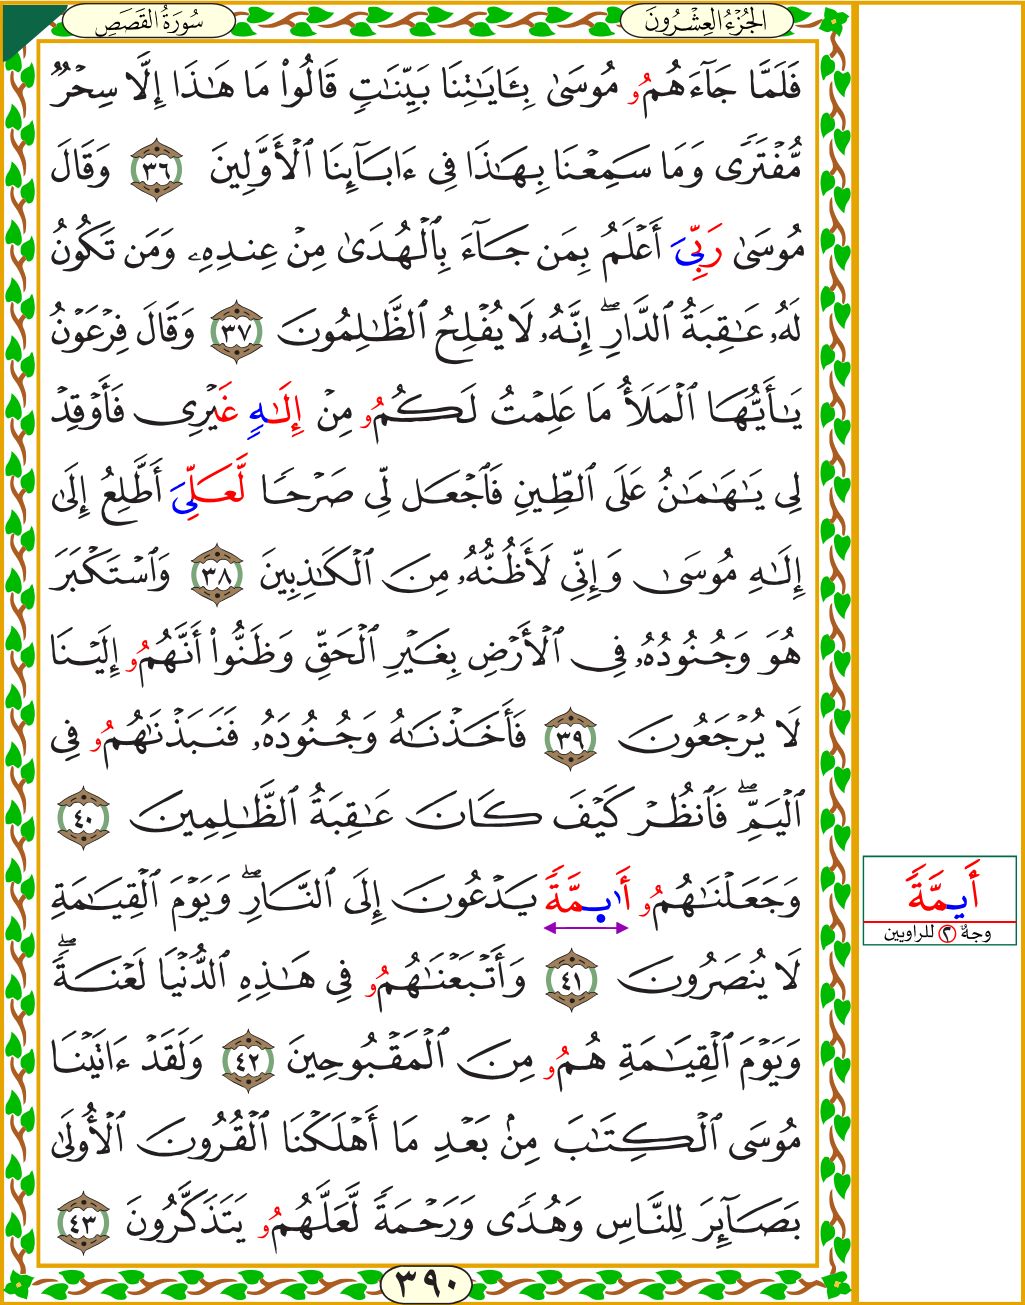 سُورَةُ القَصَصِ
الجُزْءُ العِشْرُونَ
فَلَمَّا جَآءَهُمُۥ مُوسَىٰ بِـَٔايَٰتِنَا بَيِّنَٰتٖ قَالُواْ مَا هَٰذَا إِلَّا سِحْرٞ
مُّفْتَرٗى وَمَا سَمِعْنَا بِهَٰذَا فِي ءَابَآئِنَا ٱلْأَوَّلِينَ ٣٦ وَقَالَ
مُوسَىٰ رَبِّيَ أَعْلَمُ بِمَن جَآءَ بِٱلْهُدَىٰ مِنْ عِندِهِۦ وَمَن تَكُونُ
لَهُۥ عَٰقِبَةُ ٱلدَّارِۖ إِنَّهُۥ لَا يُفْلِحُ ٱلظَّٰلِمُونَ ٣٧ وَقَالَ فِرْعَوْنُ
يَٰٓأَيُّهَا ٱلْمَلَأُ مَا عَلِمْتُ لَكُمُۥ مِنْ إِلَٰهٍ غَيْرِي فَأَوْقِدْ
لِي يَٰهَٰمَٰنُ عَلَى ٱلطِّينِ فَٱجْعَل لِّي صَرْحٗا لَّعَلِّيَ أَطَّلِعُ إِلَىٰ
إِلَٰهِ مُوسَىٰ وَإِنِّي لَأَظُنُّهُۥ مِنَ ٱلْكَٰذِبِينَ ٣٨ وَٱسْتَكْبَرَ
هُوَ وَجُنُودُهُۥ فِي ٱلْأَرْضِ بِغَيْرِ ٱلْحَقِّ وَظَنُّواْ أَنَّهُمُۥ إِلَيْنَا
لَا يُرْجَعُونَ ٣٩ فَأَخَذْنَٰهُ وَجُنُودَهُۥ فَنَبَذْنَٰهُمُۥ فِي
ٱلْيَمِّۖ فَٱنظُرْ كَيْفَ كَانَ عَٰقِبَةُ ٱلظَّٰلِمِينَ ٤٠
وَجَعَلْنَٰهُمُۥ أَى۪مَّةٗ يَدْعُونَ إِلَى ٱلنَّارِۖ وَيَوْمَ ٱلْقِيَٰمَةِ
لَا يُنصَرُونَ ٤١ وَأَتْبَعْنَٰهُمُۥ فِي هَٰذِهِ ٱلدُّنْيَا لَعْنَةٗۖ
وَيَوْمَ ٱلْقِيَٰمَةِ هُمُۥ مِنَ ٱلْمَقْبُوحِينَ ٤٢ وَلَقَدْ ءَاتَيْنَا
مُوسَى ٱلْكِتَٰبَ مِنۢ بَعْدِ مَا أَهْلَكْنَا ٱلْقُرُونَ ٱلْأُولَىٰ
بَصَآئِرَ لِلنَّاسِ وَهُدٗى وَرَحْمَةٗ لَّعَلَّهُمُۥ يَتَذَكَّرُونَ ٤٣
٣٩٠
أَيِمَّةٗ
وجهٌ ٢ للراويين